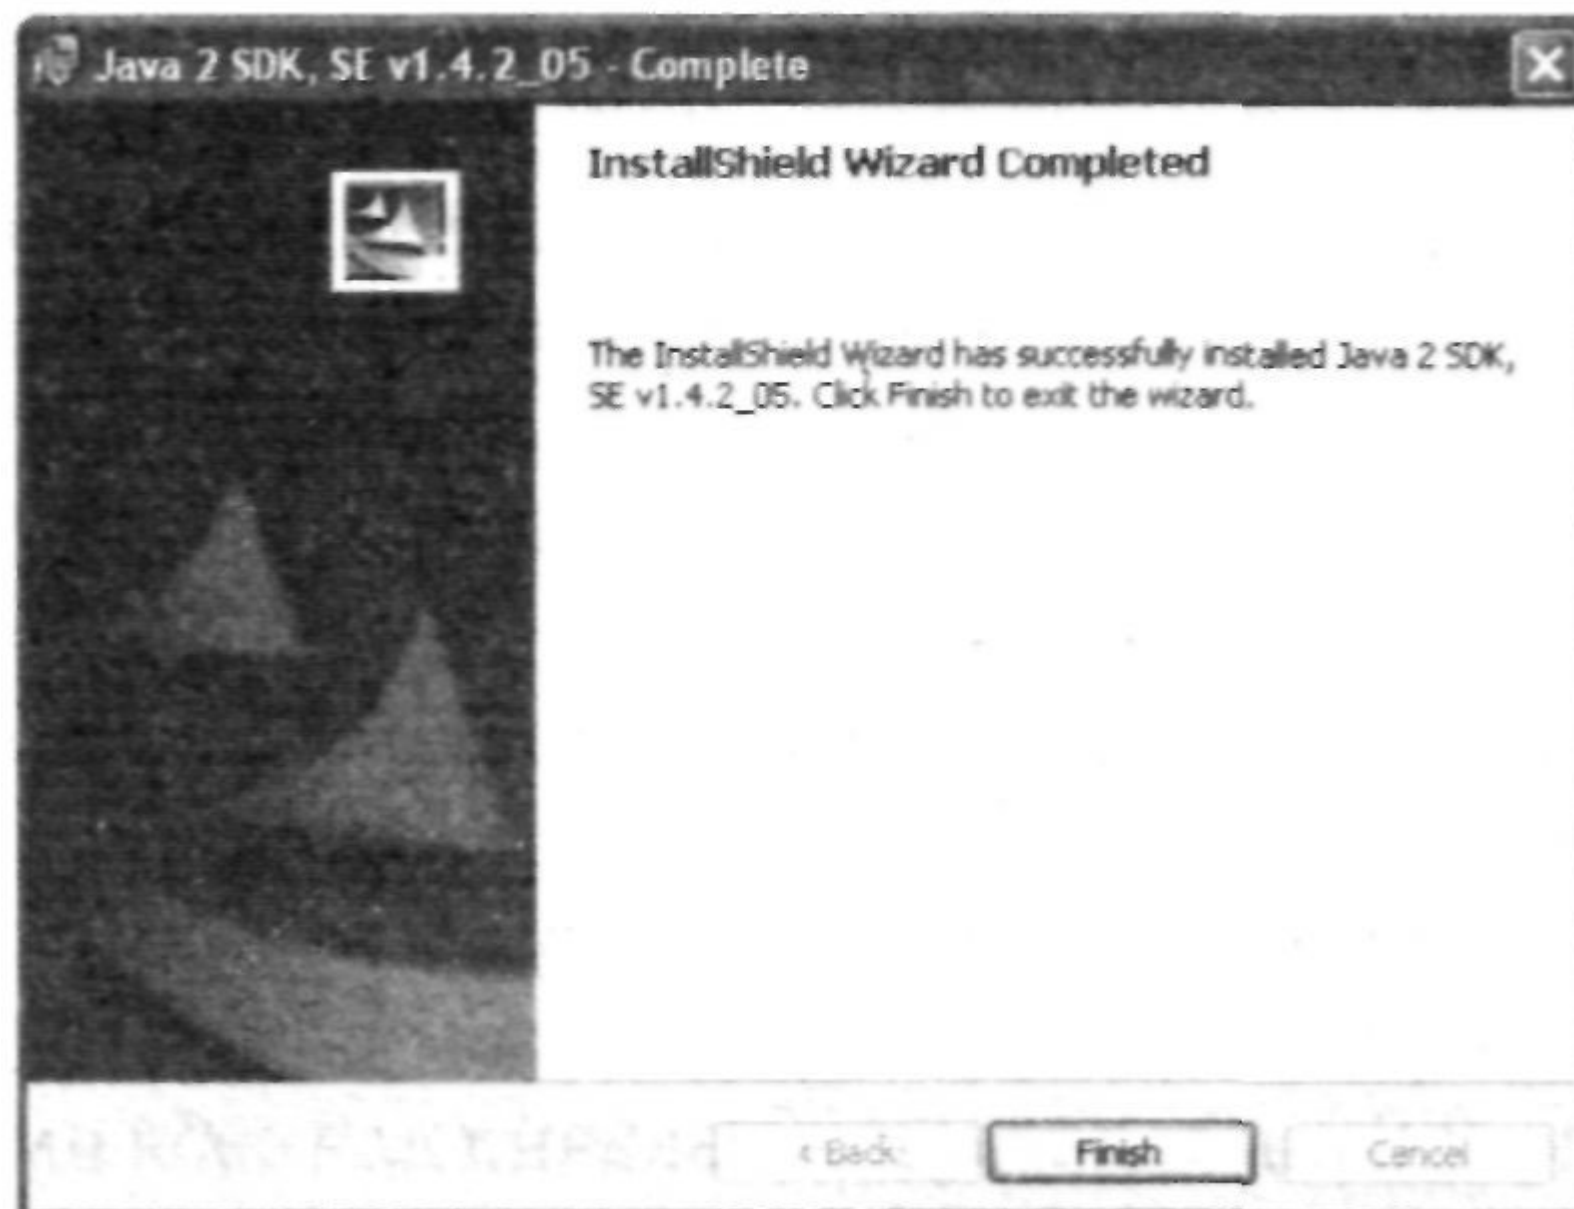 Java 2 SDK, SE v1.4.2_05 - Complete
InstallShield Wizard Completed
The InstallShield Wizard has successfully installed Java 2 SDK,
SE v1.4.2_05. Click Finish to exit the wizard.
< Back
Finish
Cancel